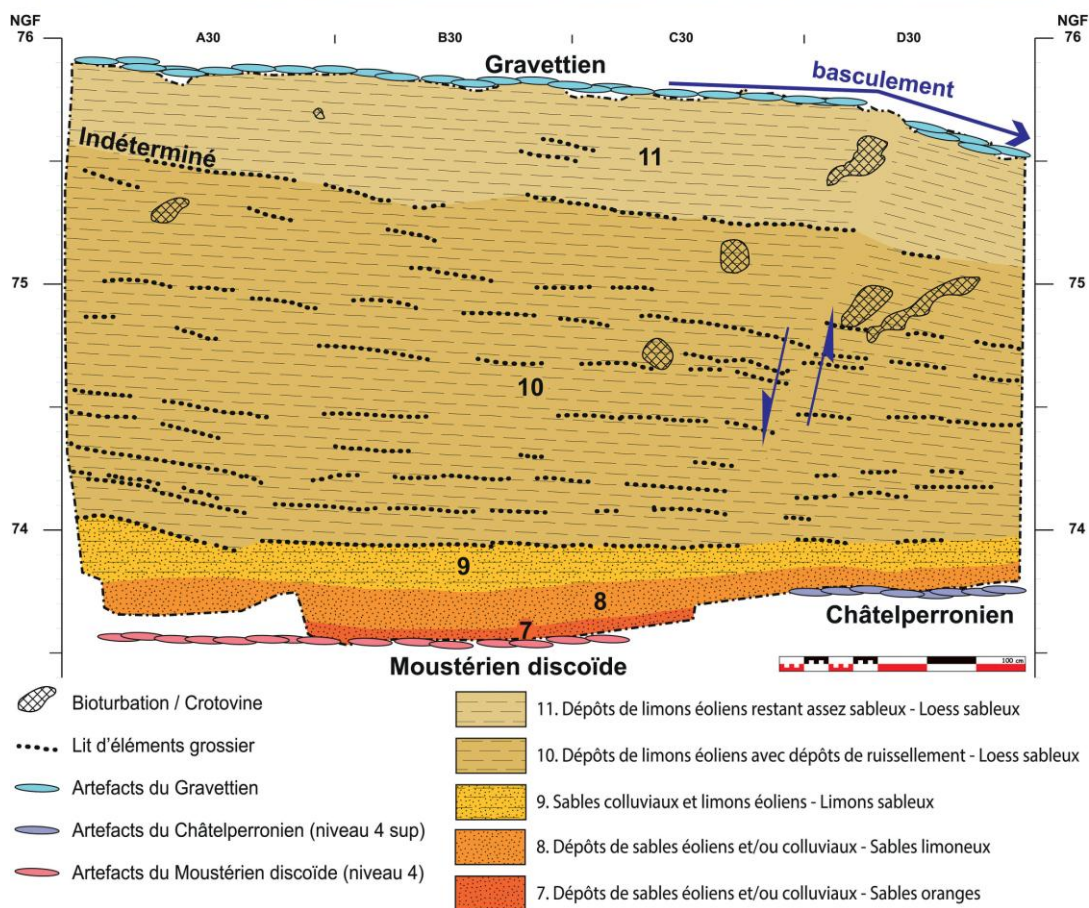 NGF NGF
76 A30 B30 C30 D30 76
Gravettien
basculement
Indéterminé
11
75 75
10
74 74
9
8
7
Châtelperronien
Moustérien discoïde
100 cm
Bioturbation / Crotovine
Lit d'éléments grossier
Artefacts du Gravettien
Artefacts du Châtelperronien (niveau 4 sup)
Artefacts du Moustérien discoïde (niveau 4)
11. Dépôts de limons éoliens restant assez sableux - Loess sableux
10. Dépôts de limons éoliens avec dépôts de ruissellement - Loess sableux
9. Sables colluviaux et limons éoliens - Limons sableux
8. Dépôts de sables éoliens et/ou colluviaux - Sables limoneux
7. Dépôts de sables éoliens et/ou colluviaux - Sables oranges